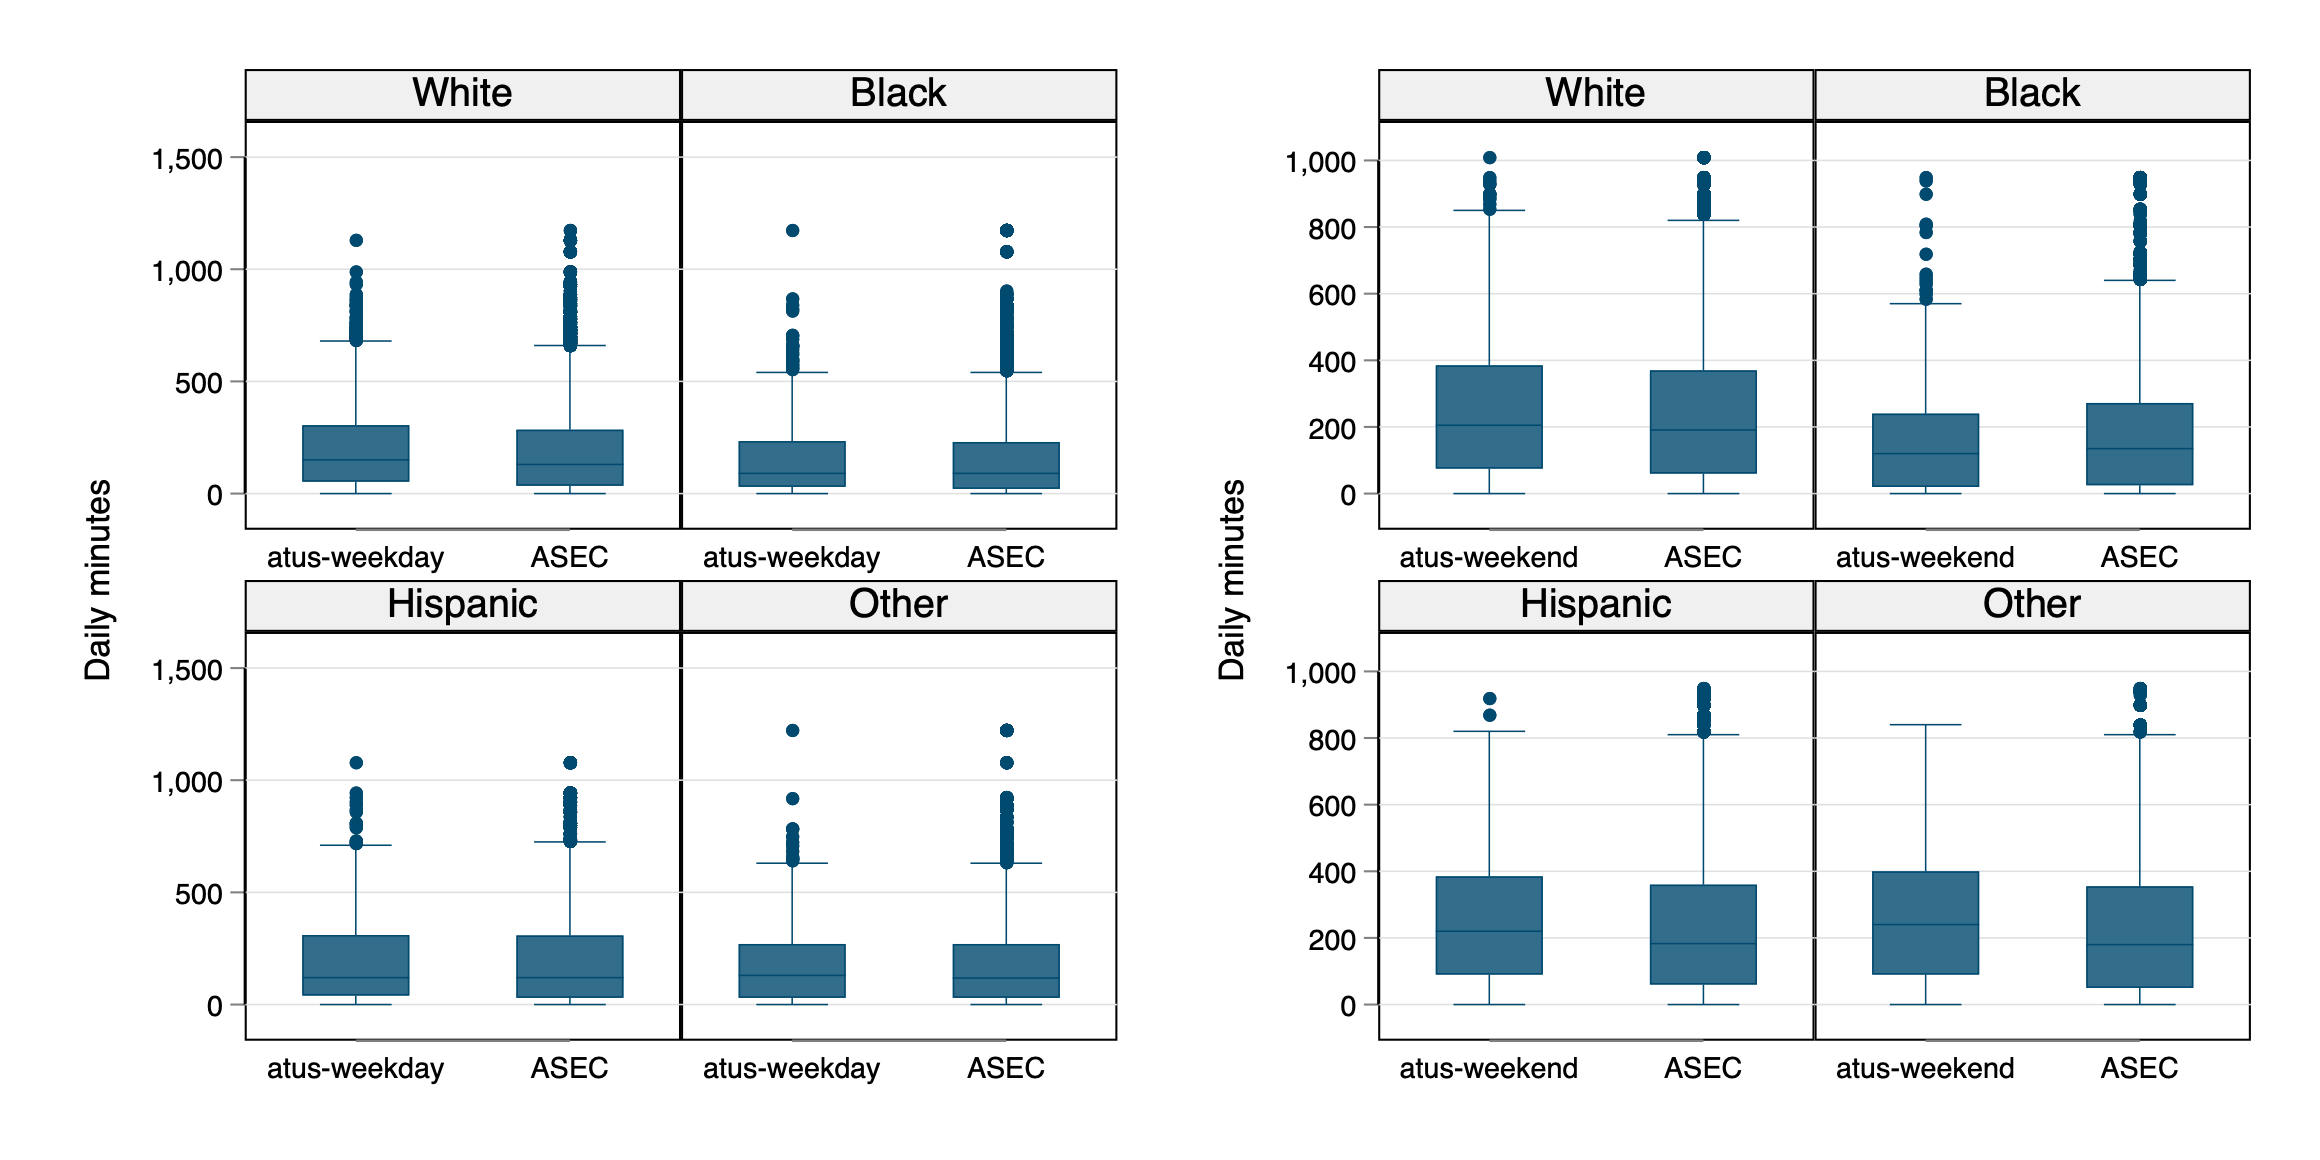 White Black
1,500
1,000
500
0
atus-weekday ASEC atus-weekday ASEC
Hispanic Other
1,500
1,000
500
0
atus-weekday ASEC atus-weekday ASEC
Daily minutes
White Black
1,000
800
600
400
200
0
atus-weekend ASEC atus-weekend ASEC
Hispanic Other
1,000
800
600
400
200
0
atus-weekend ASEC atus-weekend ASEC
Daily minutes